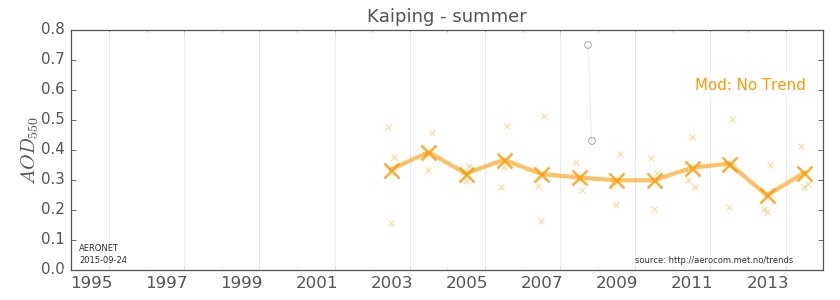 Kaiping - summer
0.8
0.7
0.6
0.5
0.4
0.3
0.2
0.1
0.0
AOD550
Mod: No Trend
AERONET
2015-09-24
source: http://aerocom.met.no/trends
1995 1997 1999 2001 2003 2005 2007 2009 2011 2013